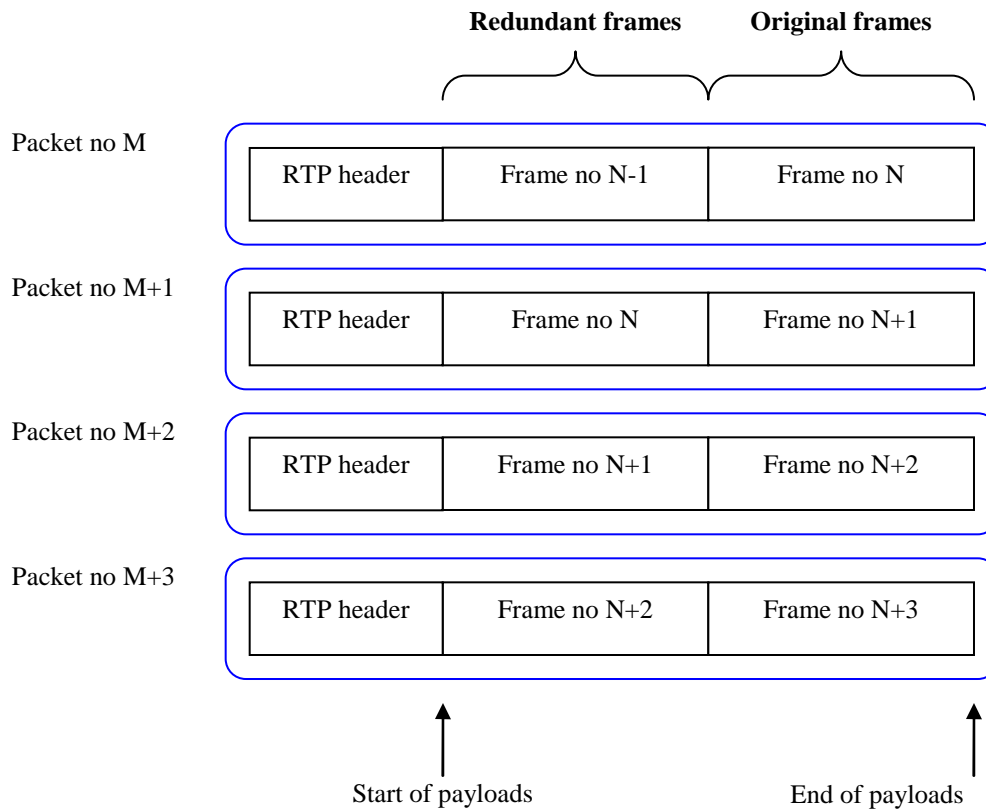 Redundant frames Original frames
Packet no M
RTP header Frame no N-1 Frame no N
Packet no M+1
RTP header Frame no N Frame no N+1
Packet no M+2
RTP header Frame no N+1 Frame no N+2
Packet no M+3
RTP header Frame no N+2 Frame no N+3
Start of payloads End of payloads